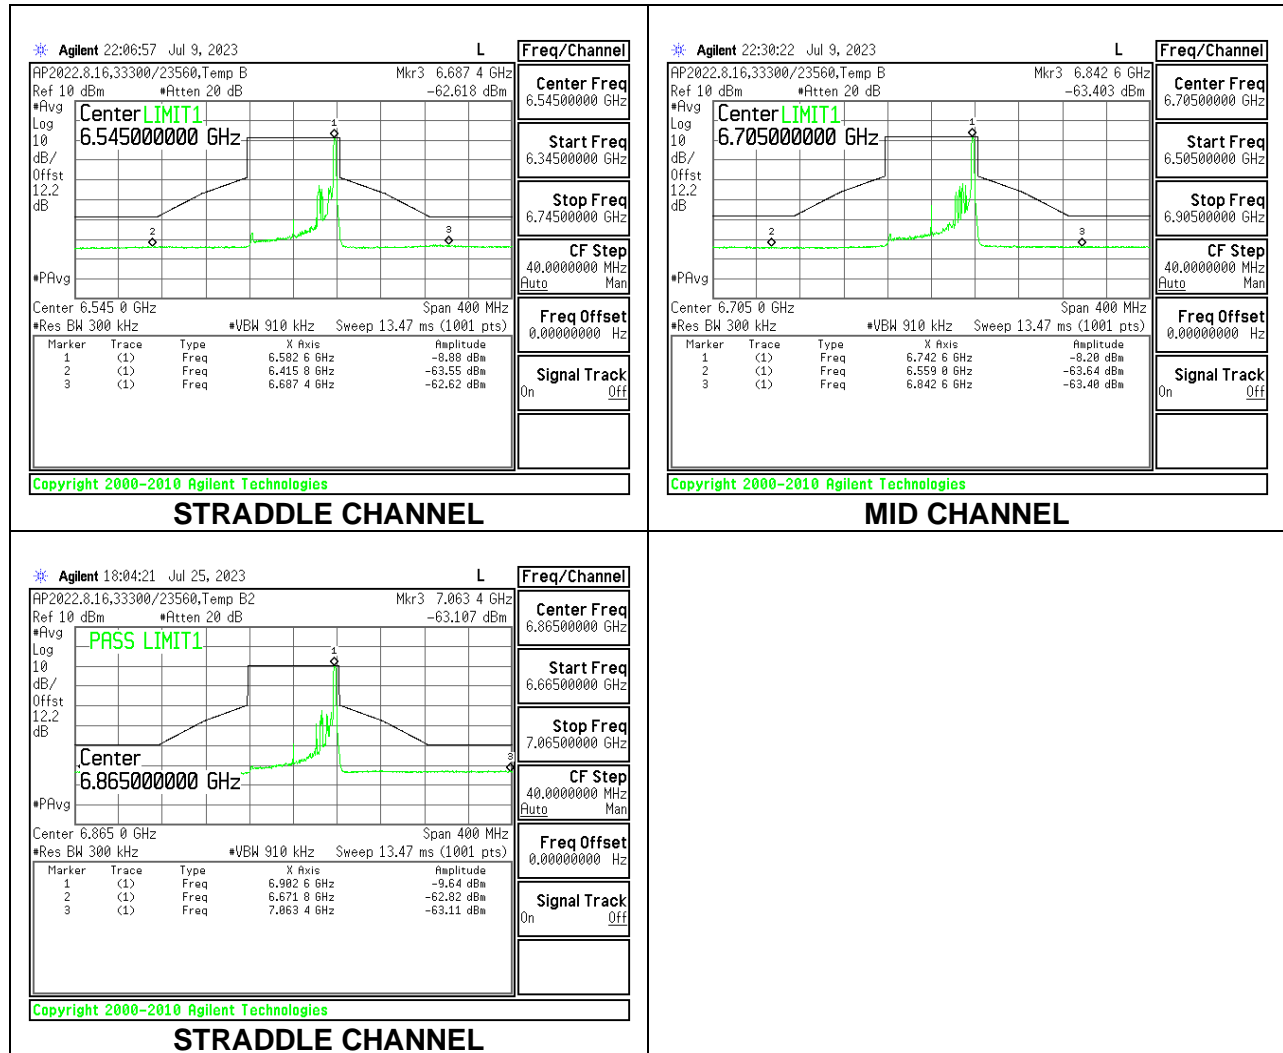 Agilent 22:06:57 Jul 9, 2023 L Freq/Channel
AP2022.8.16,33300/23560,Temp B Mkr3 6.687 4 GHz
Ref 10 dBm #Atten 20 dB -62.618 dBm
#Avg
Log
10
dB/
Offst
12.2
dB
#PAvg
Center LIMIT1
6.545000000 GHz
1
2
3
Center 6.545 0 GHz Span 400 MHz
#Res BW 300 kHz #VBW 910 kHz Sweep 13.47 ms (1001 pts)
Marker Trace Type X Axis Amplitude
1 (1) Freq 6.582 6 GHz -8.88 dBm
2 (1) Freq 6.415 8 GHz -63.55 dBm
3 (1) Freq 6.687 4 GHz -62.62 dBm
Center Freq
6.54500000 GHz
Start Freq
6.34500000 GHz
Stop Freq
6.74500000 GHz
CF Step
40.0000000 MHz
Auto Man
Freq Offset
0.00000000 Hz
Signal Track
On Off
Copyright 2000-2010 Agilent Technologies
STRADDLE CHANNEL
Agilent 22:30:22 Jul 9, 2023 L Freq/Channel
AP2022.8.16,33300/23560,Temp B Mkr3 6.842 6 GHz
Ref 10 dBm #Atten 20 dB -63.403 dBm
#Avg
Log
10
dB/
Offst
12.2
dB
#PAvg
Center LIMIT1
6.705000000 GHz
1
2
3
Center 6.705 0 GHz Span 400 MHz
#Res BW 300 kHz #VBW 910 kHz Sweep 13.47 ms (1001 pts)
Marker Trace Type X Axis Amplitude
1 (1) Freq 6.742 6 GHz -8.20 dBm
2 (1) Freq 6.559 0 GHz -63.64 dBm
3 (1) Freq 6.842 6 GHz -63.40 dBm
Center Freq
6.70500000 GHz
Start Freq
6.50500000 GHz
Stop Freq
6.90500000 GHz
CF Step
40.0000000 MHz
Auto Man
Freq Offset
0.00000000 Hz
Signal Track
On Off
Copyright 2000-2010 Agilent Technologies
MID CHANNEL
Agilent 18:04:21 Jul 25, 2023 L Freq/Channel
AP2022.8.16,33300/23560,Temp B2 Mkr3 7.063 4 GHz
Ref 10 dBm #Atten 20 dB -63.107 dBm
#Avg
Log
10
dB/
Offst
12.2
dB
#PAvg
PASS LIMIT1
1
3
Center
6.865000000 GHz
Center 6.865 0 GHz Span 400 MHz
#Res BW 300 kHz #VBW 910 kHz Sweep 13.47 ms (1001 pts)
Marker Trace Type X Axis Amplitude
1 (1) Freq 6.902 6 GHz -9.64 dBm
2 (1) Freq 6.671 8 GHz -62.82 dBm
3 (1) Freq 7.063 4 GHz -63.11 dBm
Center Freq
6.86500000 GHz
Start Freq
6.66500000 GHz
Stop Freq
7.06500000 GHz
CF Step
40.0000000 MHz
Auto Man
Freq Offset
0.00000000 Hz
Signal Track
On Off
Copyright 2000-2010 Agilent Technologies
STRADDLE CHANNEL